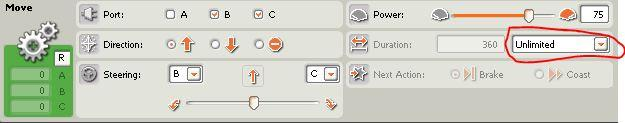 Move
Port: A B C
Power: 75
Direction:
Duration: 360 Unlimited
Steering: B C
Next Action: Brake Coast
R
0 A
0 B
0 C